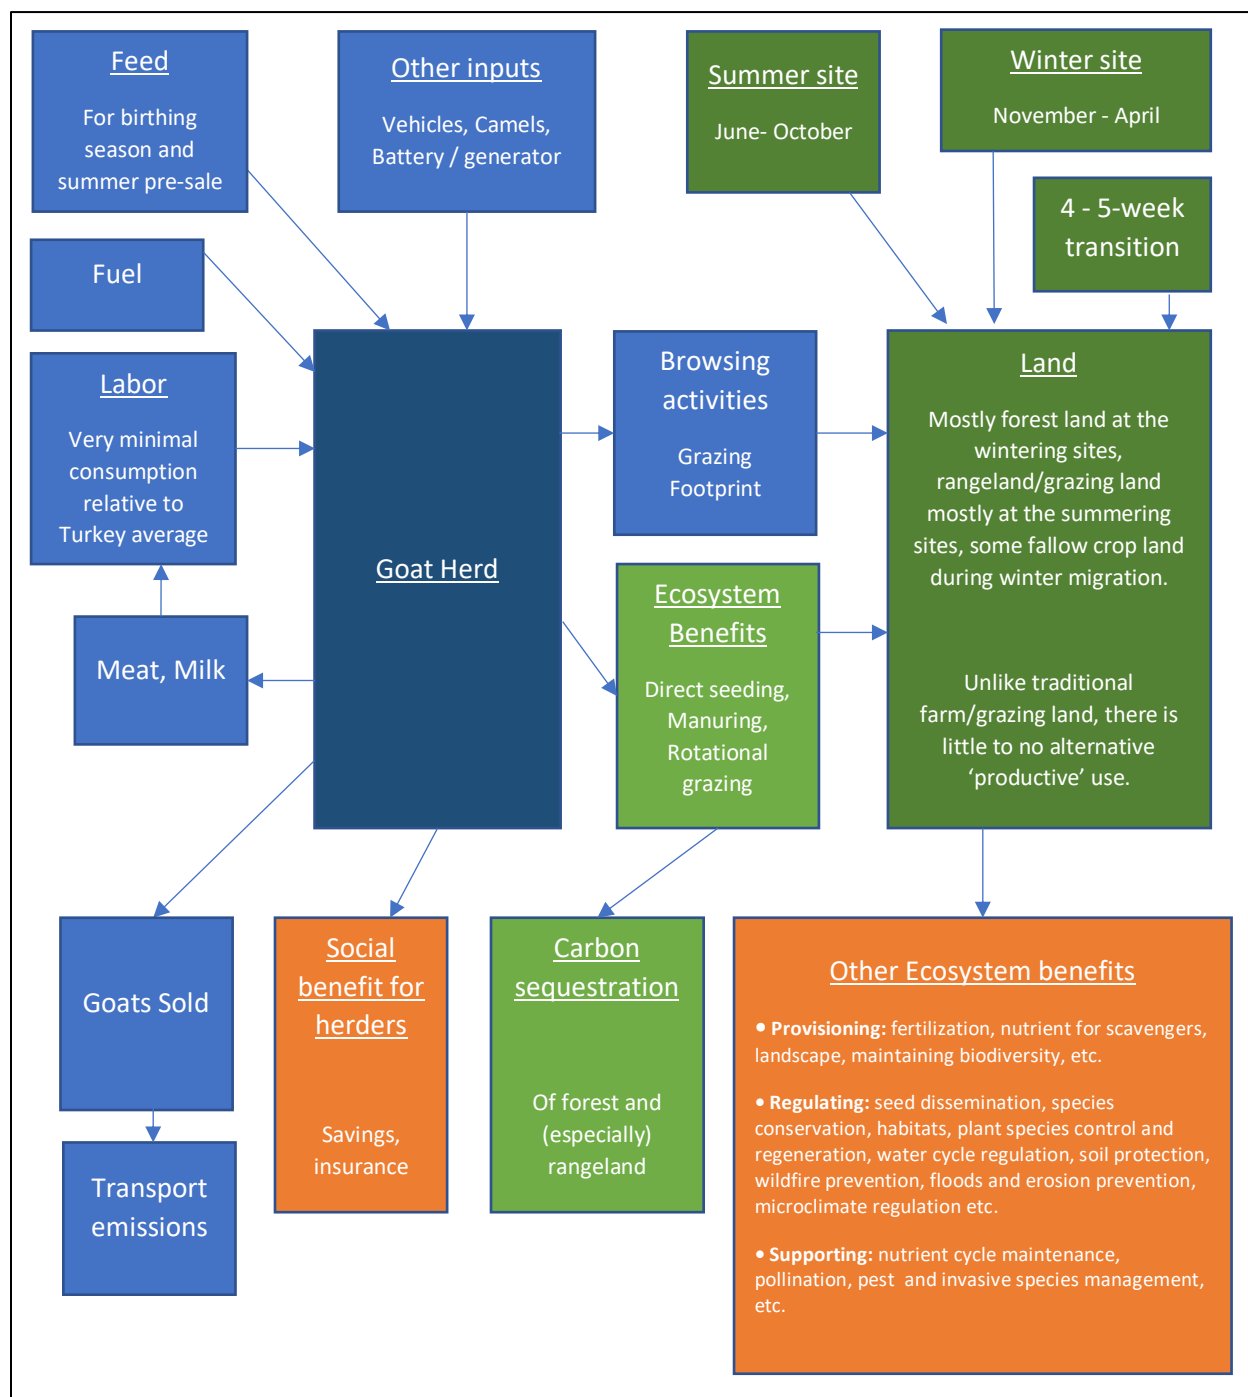 Feed
For birthing
season and
summer pre-sale
Other inputs
Vehicles, Camels,
Battery / generator
Summer site
June- October
Winter site
November - April
4 - 5-week
transition
Fuel
Labor
Very minimal
consumption
relative to
Turkey average
Meat, Milk
Goat Herd
Browsing
activities
Grazing
Footprint
Ecosystem
Benefits
Direct seeding,
Manuring,
Rotational
grazing
Land
Mostly forest land at the
wintering sites,
rangeland/grazing land
mostly at the summering
sites, some fallow crop land
during winter migration.
Unlike traditional
farm/grazing land, there is
little to no alternative
‘productive’ use.
Goats Sold
Transport
emissions
Social
benefit for
herders
Savings,
insurance
Carbon
sequestration
Of forest and
(especially)
rangeland
Other Ecosystem benefits
• Provisioning: fertilization, nutrient for scavengers,
landscape, maintaining biodiversity, etc.
• Regulating: seed dissemination, species
conservation, habitats, plant species control and
regeneration, water cycle regulation, soil protection,
wildfire prevention, floods and erosion prevention,
microclimate regulation etc.
• Supporting: nutrient cycle maintenance,
pollination, pest  and invasive species management,
etc.